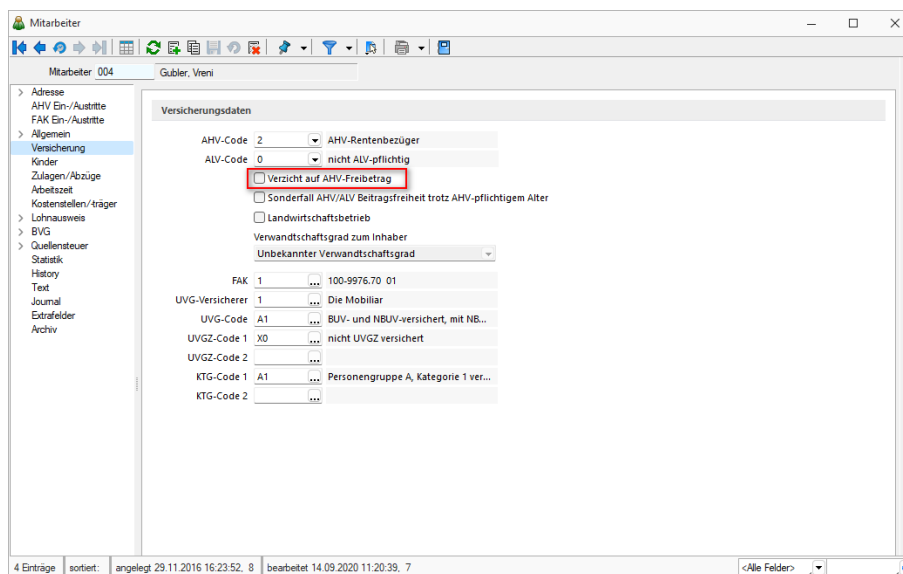 Mitarbeiter
Mitarbeiter 004 Gubler, Vreni
Adresse
AHV Ein-/Austritte
FAK Ein-/Austritte
Allgemein
Versicherung
Kinder
Zulagen/Abzüge
Arbeitszeit
Kostenstellen/-träger
Lohnausweis
BVG
Quellensteuer
Statistik
History
Text
Journal
Extrafelder
Archiv
Versicherungsdaten
AHV-Code 2 AHV-Rentenbezüger
ALV-Code 0 nicht ALV-pflichtig
Verzicht auf AHV-Freibetrag
Sonderfall AHV/ALV Beitragsfreiheit trotz AHV-pflichtigem Alter
Landwirtschaftsbetrieb
Verwandtschaftsgrad zum Inhaber
Unbekannter Verwandtschaftsgrad
FAK 1 ... 100-9976.70 01
UVG-Versicherer 1 ... Die Mobiliar
UVG-Code A1 ... BUV- und NBUV-versichert, mit NB...
UVGZ-Code 1 X0 ... nicht UVGZ versichert
UVGZ-Code 2 ...
KTG-Code 1 A1 ... Personengruppe A, Kategorie 1 ver...
KTG-Code 2 ...
4 Einträge sortiert: angelegt 29.11.2016 16:23:52, 8 bearbeitet 14.09.2020 11:20:39, 7 <Alle Felder>